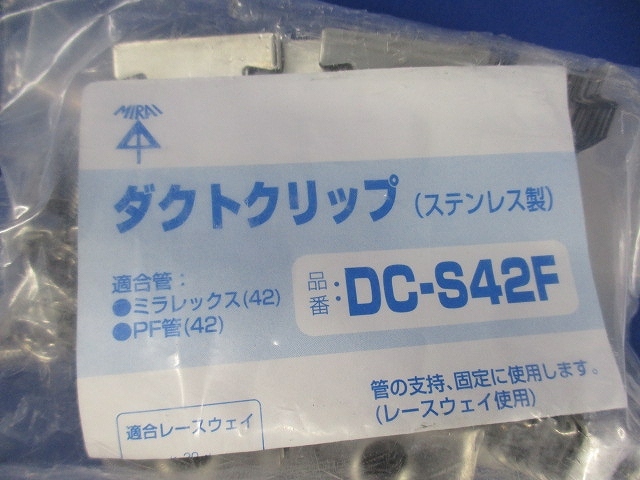 MIRAI
ダクトクリップ (ステンレス製)
適合管:
●ミラレックス(42)
●PF管(42)
品番: DC-S42F
管の支持、固定に使用します。
(レースウェイ使用)
適合レースウェイ